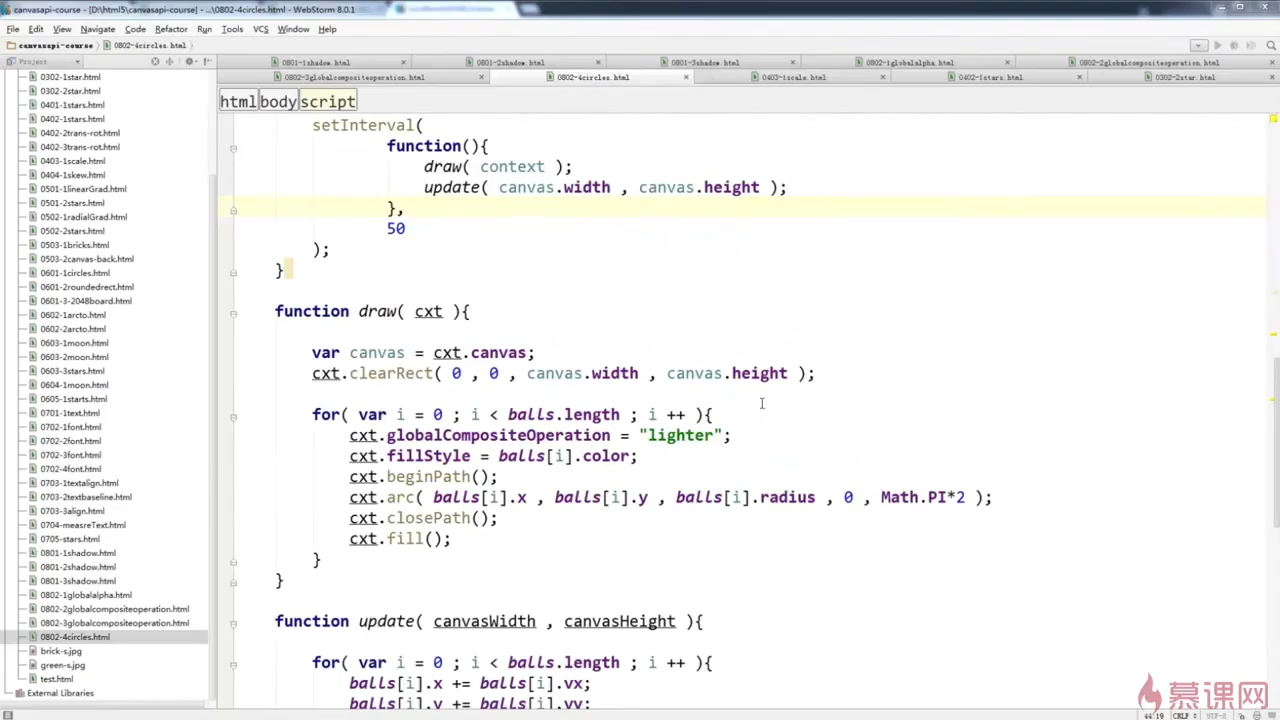 canvasapi-course - [D:\html5\canvasapi-course] - ...\0802-4circles.html - WebStorm 8.0.1
File Edit View Navigate Code Refactor Run Tools VCS Window Help
canvasapi-course 0802-4circles.html
Project
0801-1shadow.html 0801-2shadow.html 0801-3shadow.html 0802-1globalalpha.html 0802-2globalcompositeoperation.html
0802-3globalcompositeoperation.html 0802-4circles.html 0403-1scale.html 0402-1stars.html 0302-2star.html
0302-1star.html
0302-2star.html
0401-1stars.html
0402-1stars.html
0402-2trans-rot.html
0402-3trans-rot.html
0403-1scale.html
0404-1skew.html
0501-1linearGrad.html
0501-2stars.html
0502-1radialGrad.html
0502-2stars.html
0503-1bricks.html
0503-2canvas-back.html
0601-1circles.html
0601-2roundedrect.html
0601-3-2048board.html
0602-1arcto.html
0602-2arcto.html
0603-1moon.html
0603-2moon.html
0603-3stars.html
0604-1moon.html
0605-1starts.html
0701-1text.html
0702-1font.html
0702-2font.html
0702-3font.html
0702-4font.html
0703-1textalign.html
0703-2textbaseline.html
0703-3align.html
0704-measreText.html
0705-stars.html
0801-1shadow.html
0801-2shadow.html
0801-3shadow.html
0802-1globalalpha.html
0802-2globalcompositeoperation.html
0802-3globalcompositeoperation.html
0802-4circles.html
brick-s.jpg
green-s.jpg
test.html
External Libraries
html body script
setInterval(
function(){
draw( context );
update( canvas.width , canvas.height );
},
50
);
}
function draw( cxt ){
var canvas = cxt.canvas;
cxt.clearRect( 0 , 0 , canvas.width , canvas.height );
for( var i = 0 ; i < balls.length ; i ++ ){
cxt.globalCompositeOperation = "lighter";
cxt.fillStyle = balls[i].color;
cxt.beginPath();
cxt.arc( balls[i].x , balls[i].y , balls[i].radius , 0 , Math.PI*2 );
cxt.closePath();
cxt.fill();
}
}
function update( canvasWidth , canvasHeight ){
for( var i = 0 ; i < balls.length ; i ++ ){
balls[i].x += balls[i].vx;
balls[i].y += balls[i].vy;
慕课网
44:19 CRLF UTF-8